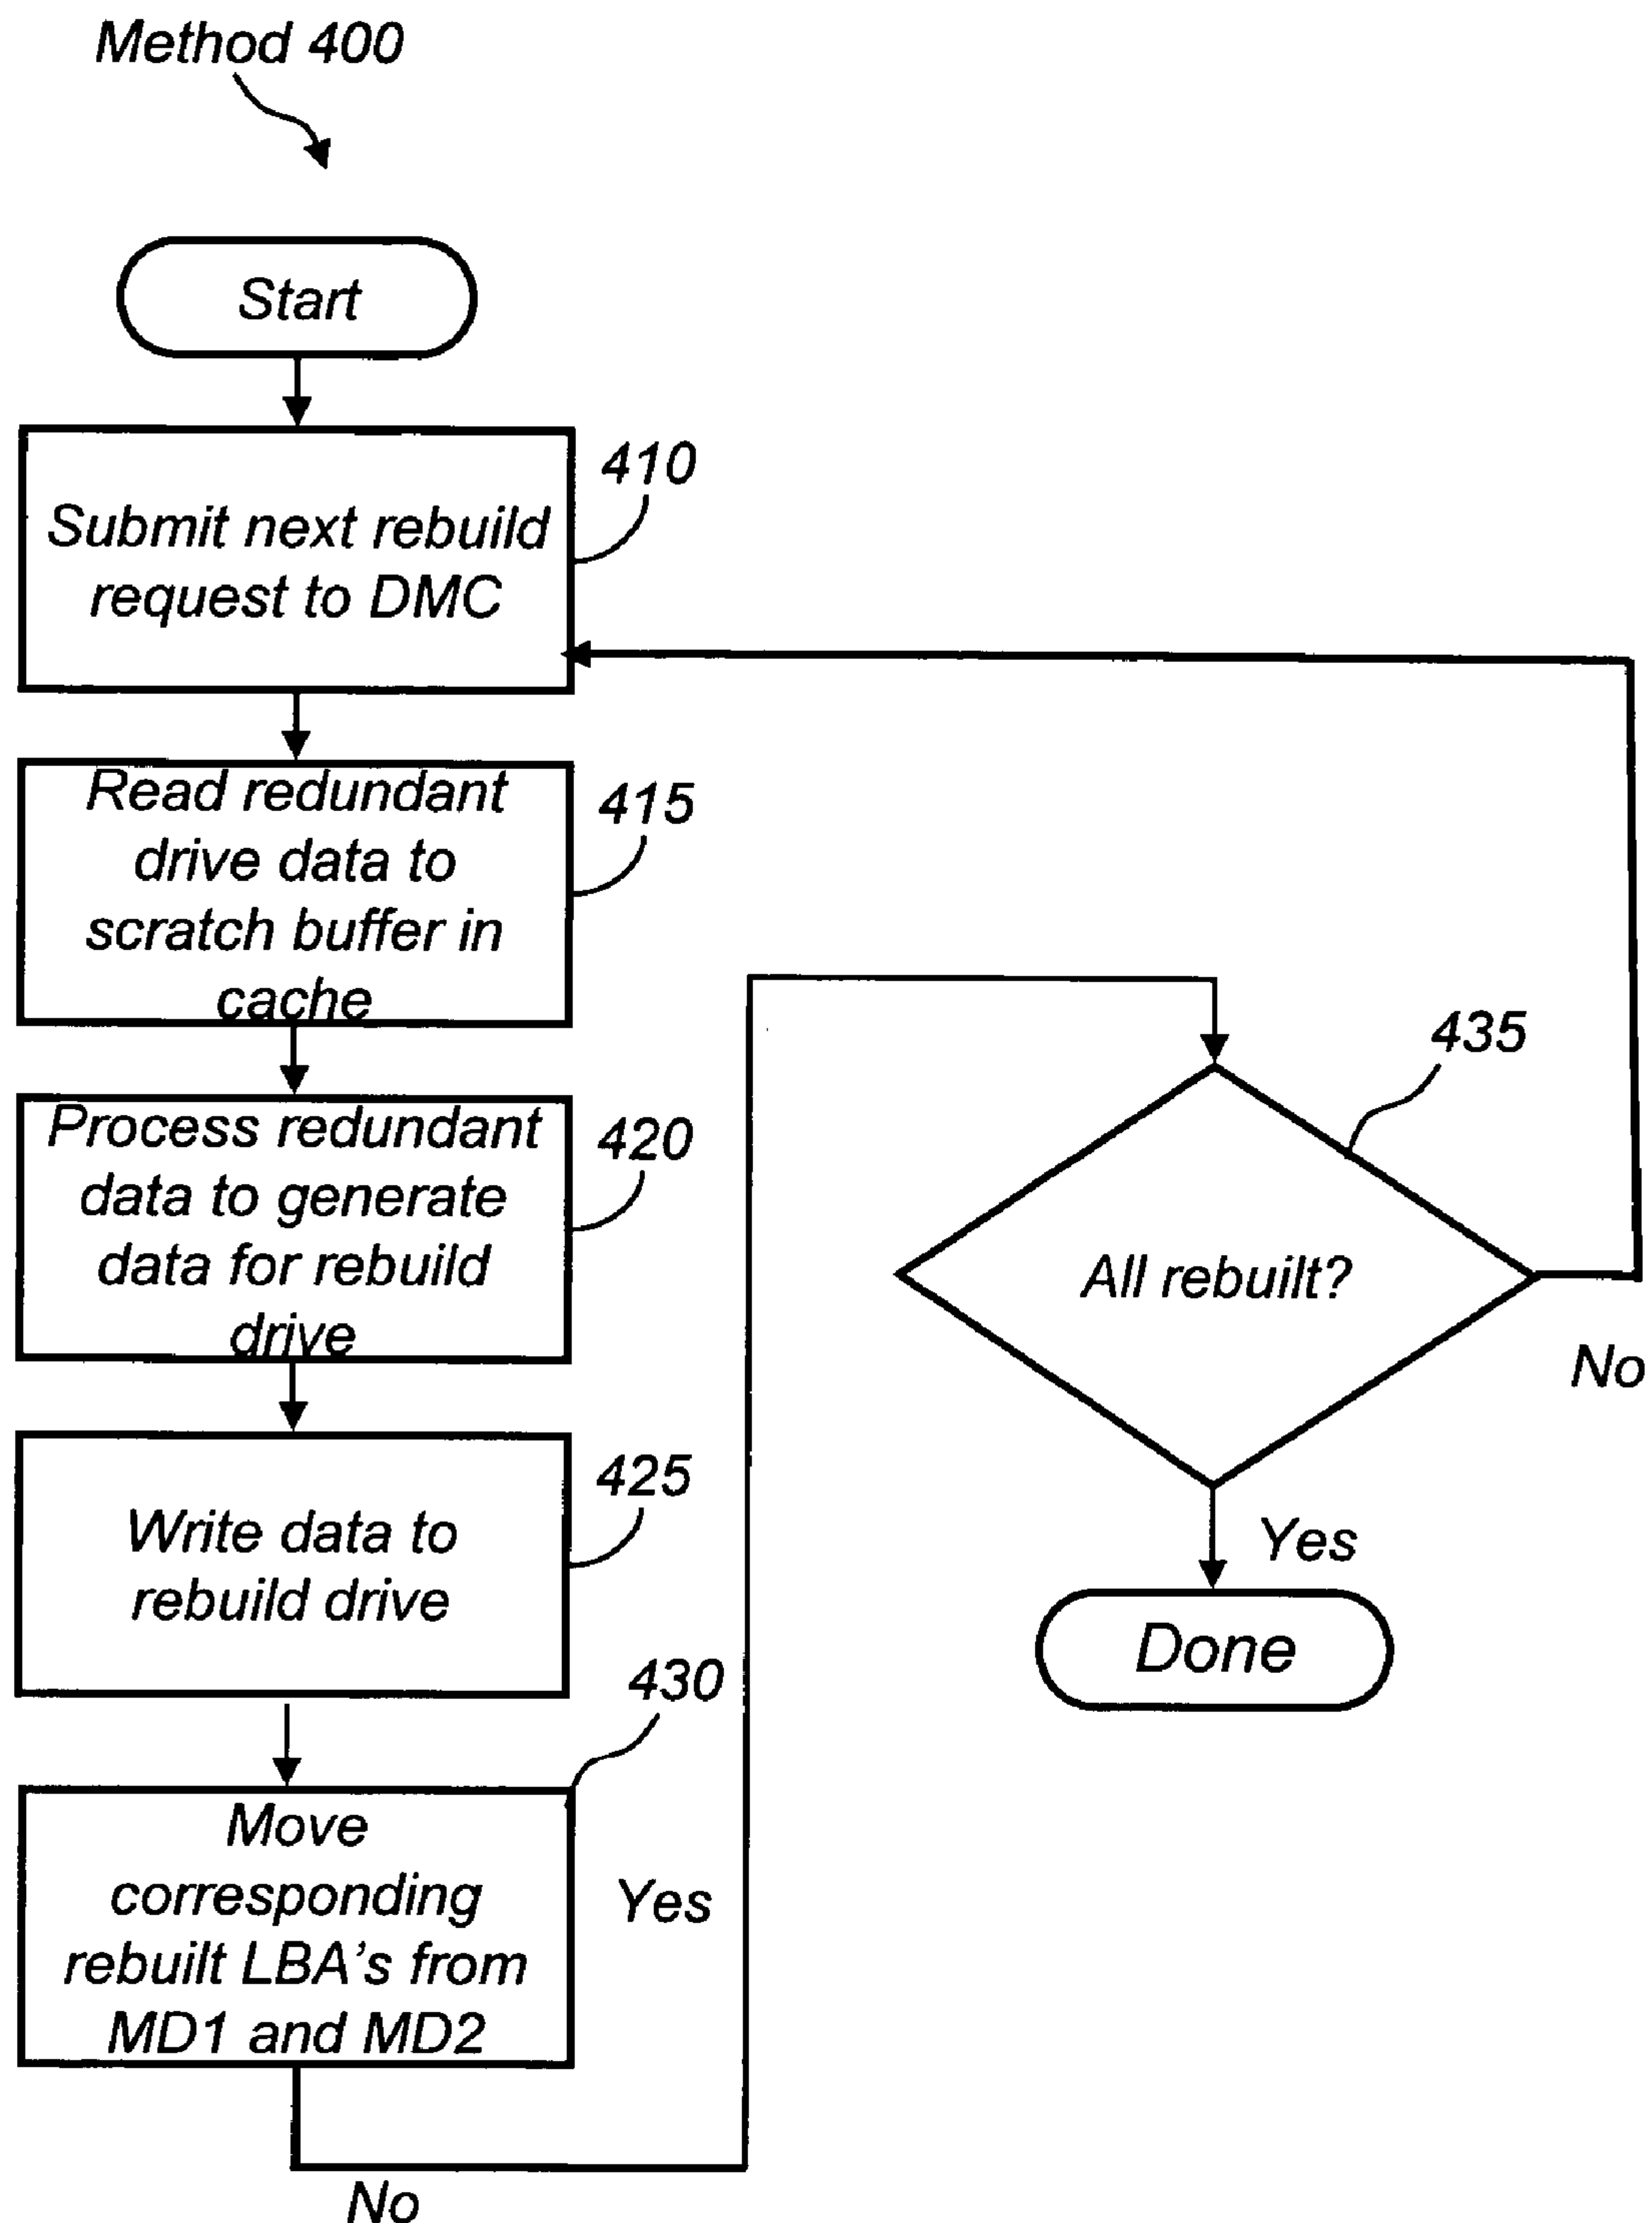 Method 400
Start
410
Submit next rebuild
request to DMC
415
Read redundant
drive data to
scratch buffer in
cache
420
Process redundant
data to generate
data for rebuild
drive
425
Write data to
rebuild drive
430
Move
corresponding
rebuilt LBA's from
MD1 and MD2
Yes
No
435
All rebuilt?
No
Yes
Done